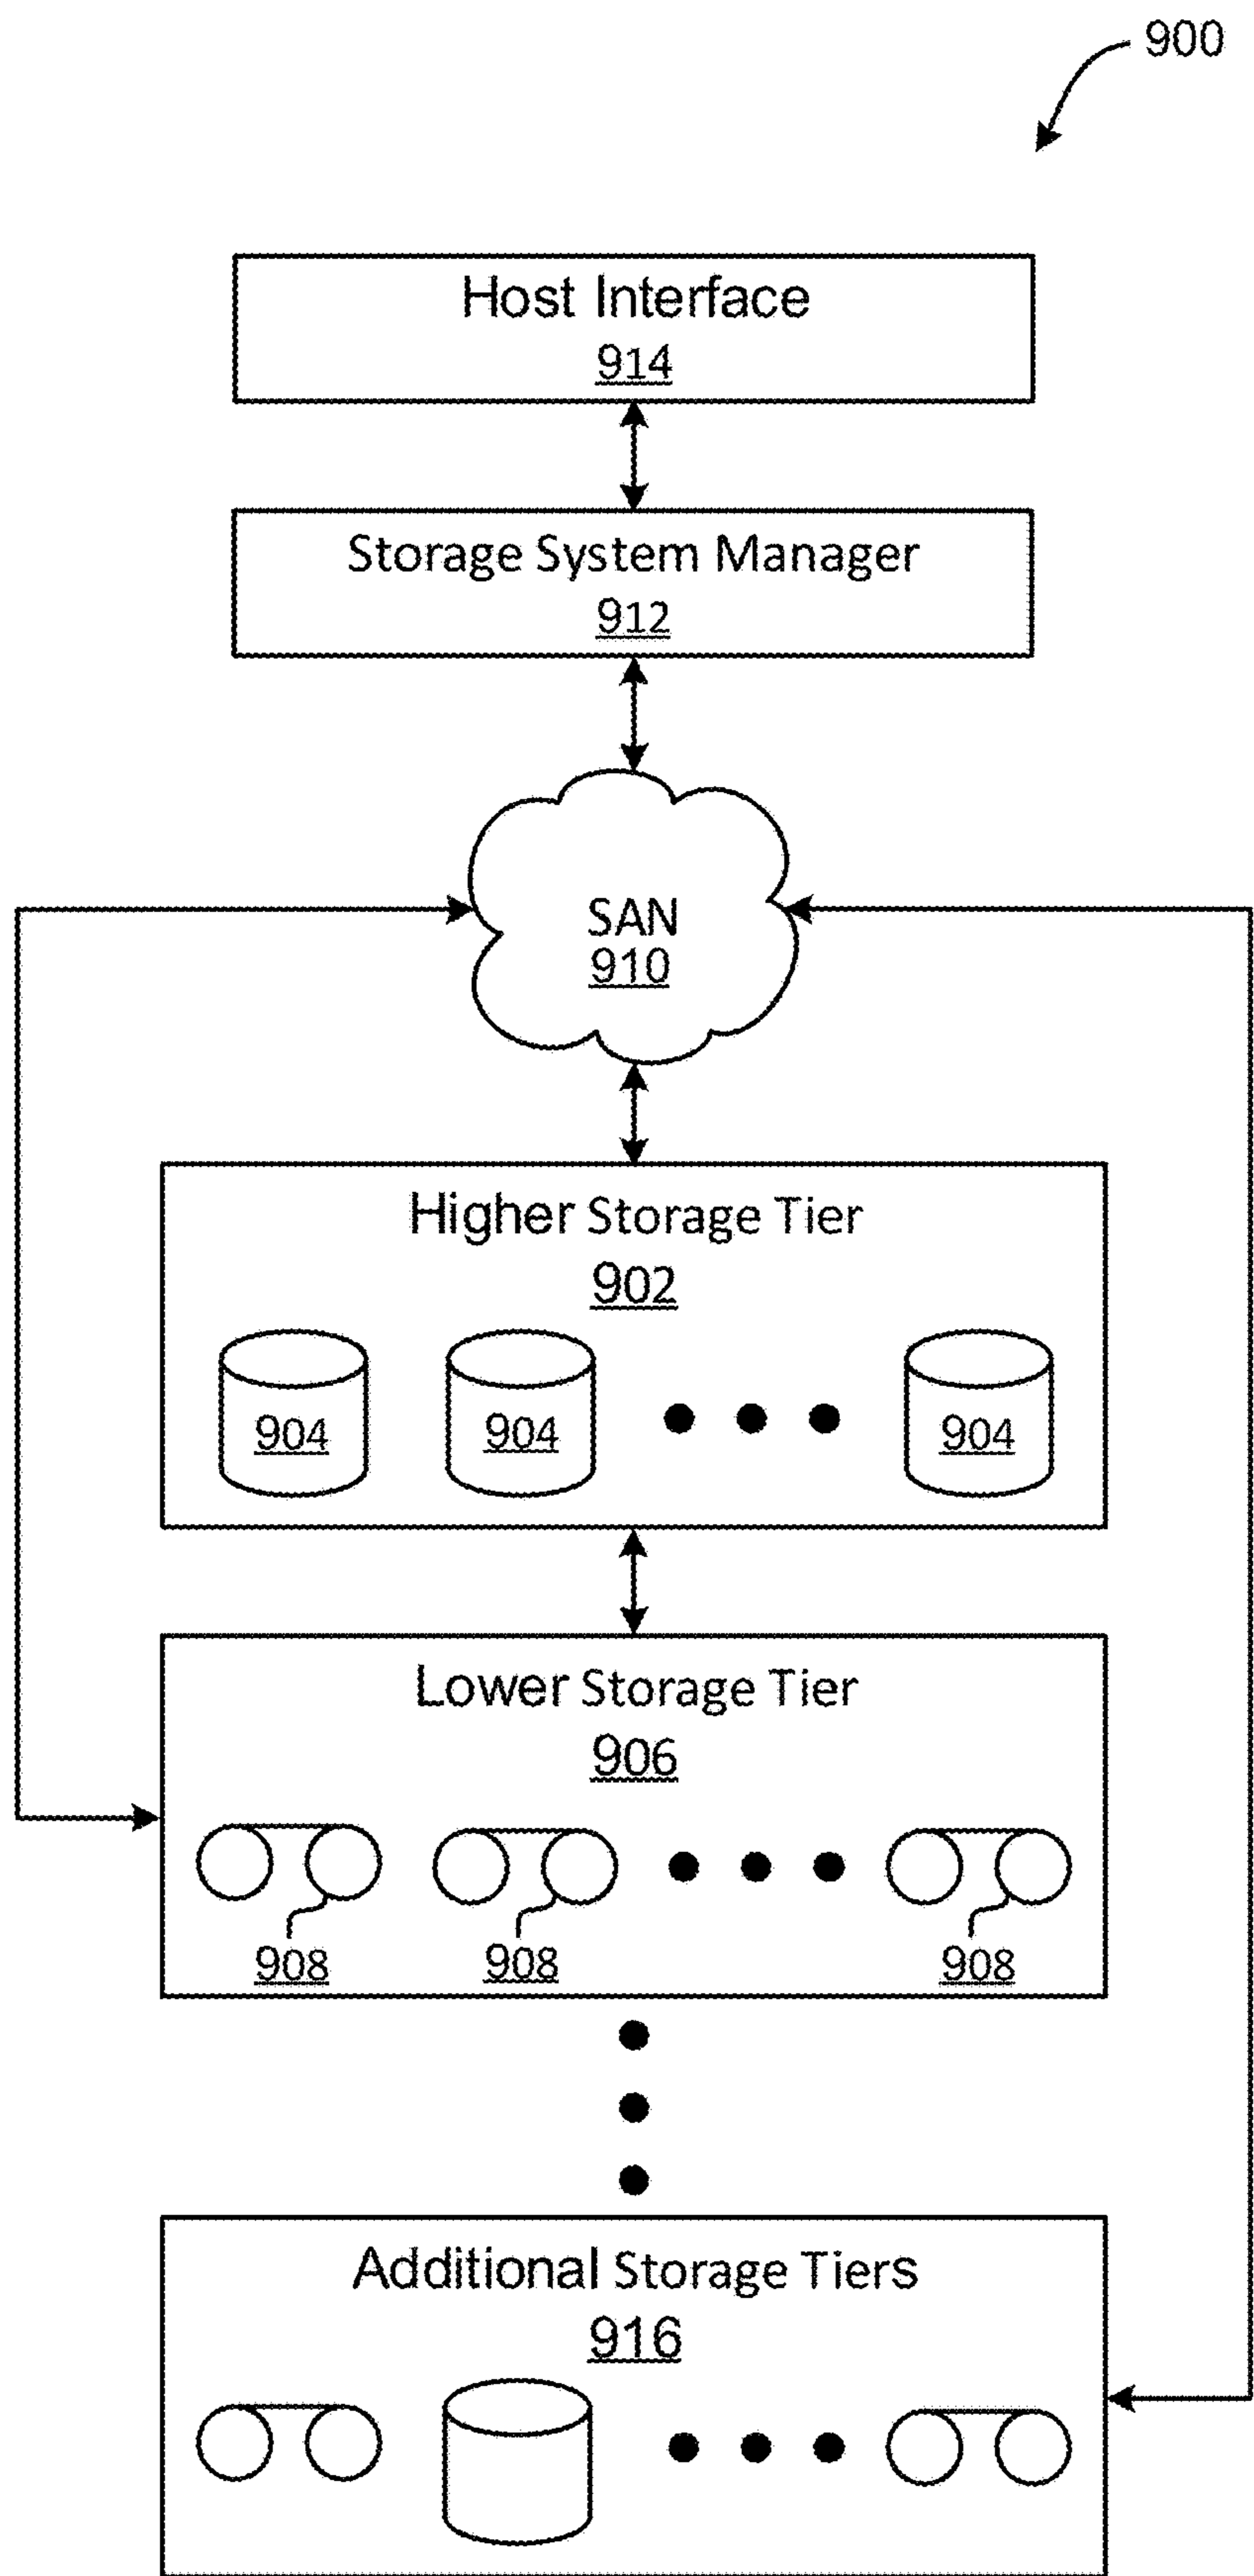 900
Host Interface
914
Storage System Manager
912
SAN
910
Higher Storage Tier
902
904 904 904
Lower Storage Tier
906
908 908 908
Additional Storage Tiers
916